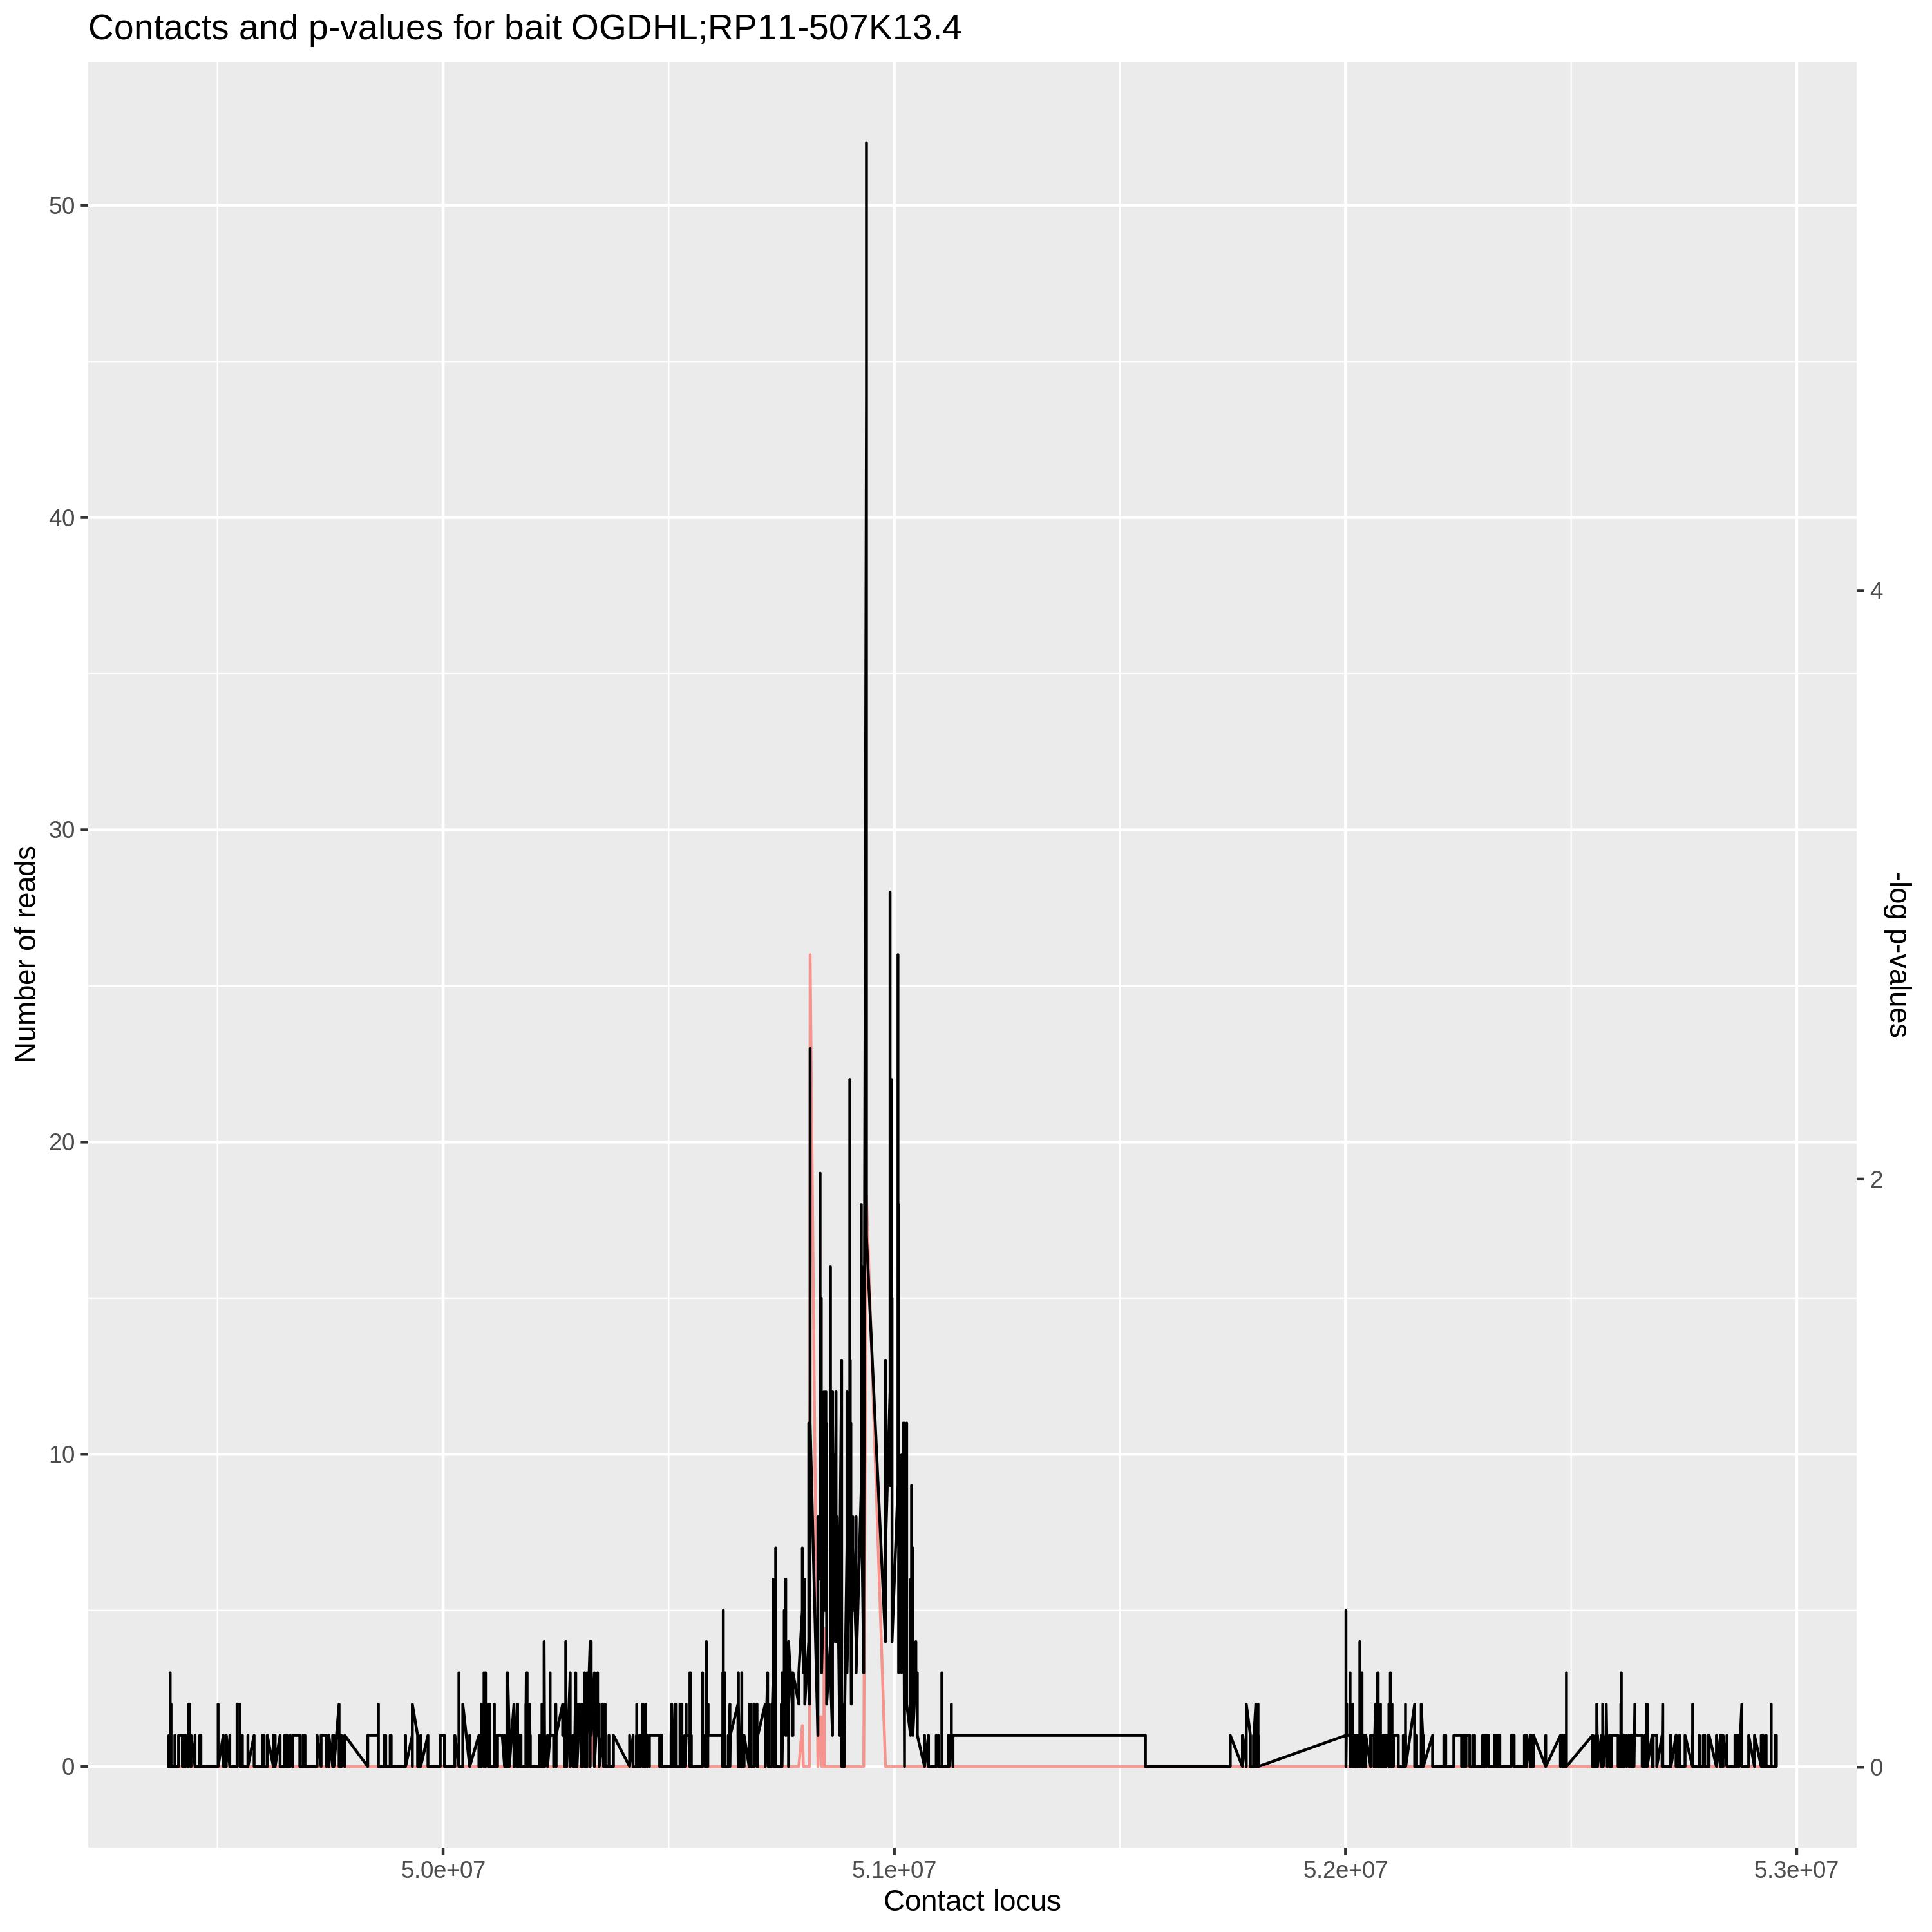 Contacts and p-values for bait OGDHL;RP11-507K13.4
50
40
30
20
10
0
Number of reads
4
2
0
-log p-values
5.0e+07
5.1e+07
5.2e+07
5.3e+07
Contact locus